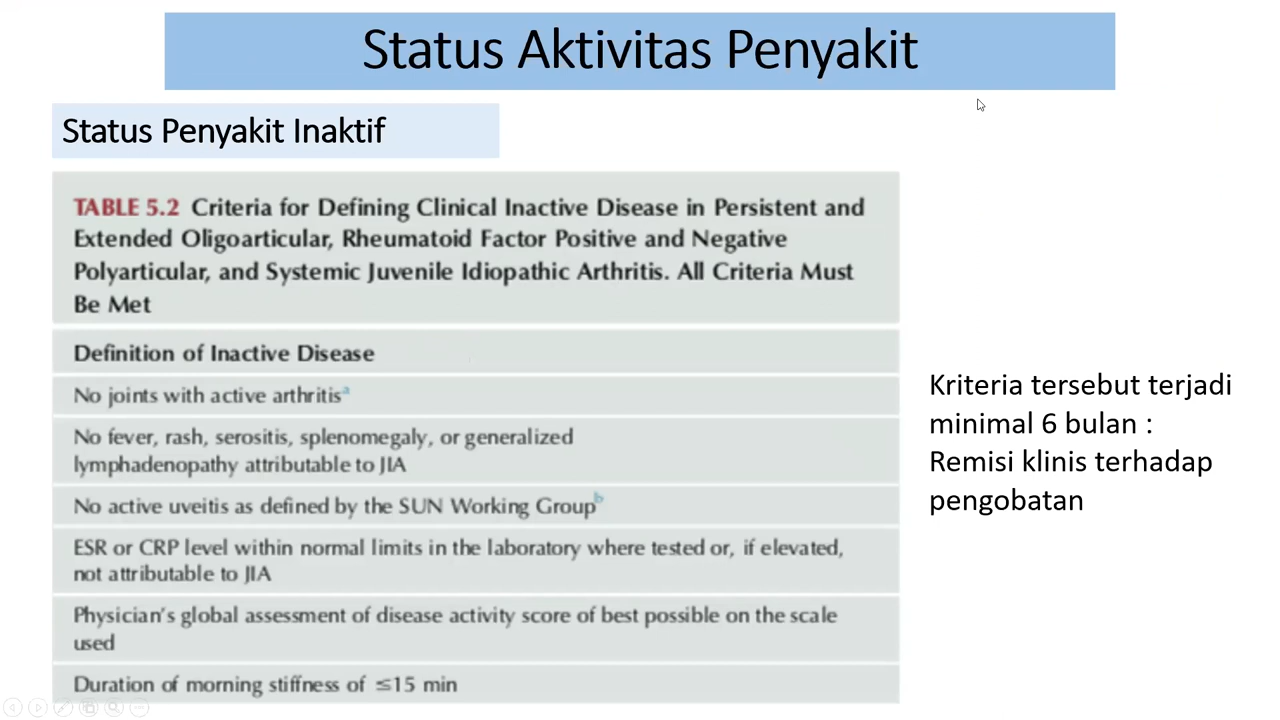 Status Aktivitas Penyakit
Status Penyakit Inaktif
TABLE 5.2 Criteria for Defining Clinical Inactive Disease in Persistent and
Extended Oligoarticular, Rheumatoid Factor Positive and Negative
Polyarticular, and Systemic Juvenile Idiopathic Arthritis. All Criteria Must
Be Met
Definition of Inactive Disease
No joints with active arthritisᵃ
No fever, rash, serositis, splenomegaly, or generalized
lymphadenopathy attributable to JIA
No active uveitis as defined by the SUN Working Groupᵇ
ESR or CRP level within normal limits in the laboratory where tested or, if elevated,
not attributable to JIA
Physician's global assessment of disease activity score of best possible on the scale
used
Duration of morning stiffness of ≤15 min
Kriteria tersebut terjadi
minimal 6 bulan :
Remisi klinis terhadap
pengobatan